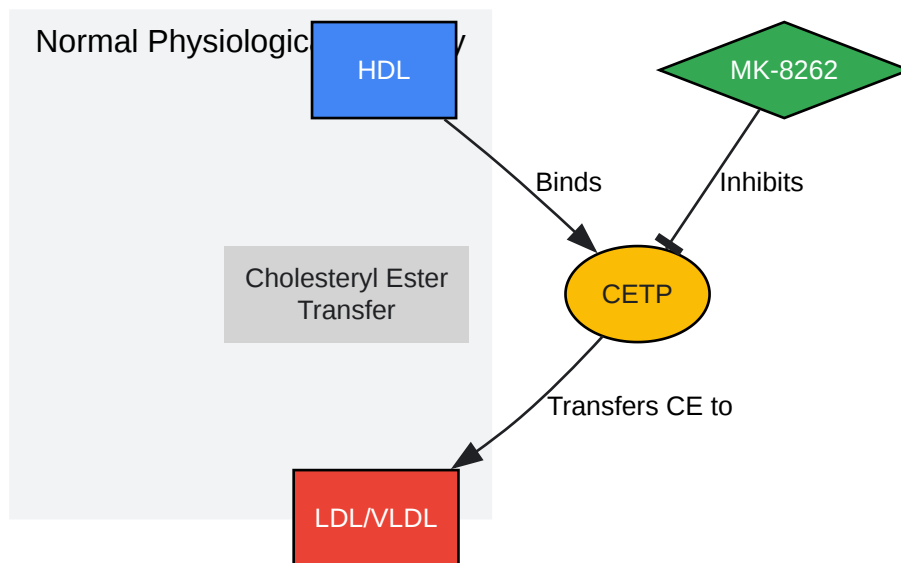 Normal Physiologic y
HDL
MK-8262
Binds
Inhibits
Cholesteryl Ester
Transfer
CETP
Transfers CE to
LDL/VLDL